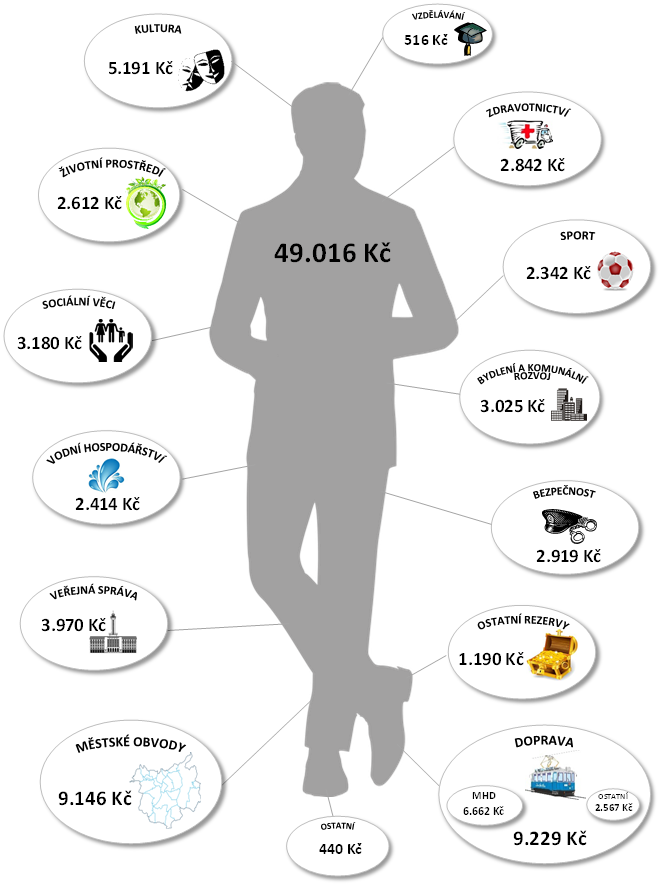 KULTURA
5.191 Kč
VZDĚLÁVÁNÍ
516 Kč
ZDRAVOTNICTVÍ
2.842 Kč
ŽIVOTNÍ PROSTŘEDÍ
2.612 Kč
49.016 Kč
SPORT
2.342 Kč
SOCIÁLNÍ VĚCI
3.180 Kč
BYDLENÍ A KOMUNÁLNÍ
ROZVOJ
3.025 Kč
VODNÍ HOSPODÁŘSTVÍ
2.414 Kč
BEZPEČNOST
2.919 Kč
VEŘEJNÁ SPRÁVA
3.970 Kč
OSTATNÍ REZERVY
1.190 Kč
MĚSTSKÉ OBVODY
9.146 Kč
DOPRAVA
MHD
6.662 Kč
OSTATNÍ
2.567 Kč
9.229 Kč
OSTATNÍ
440 Kč